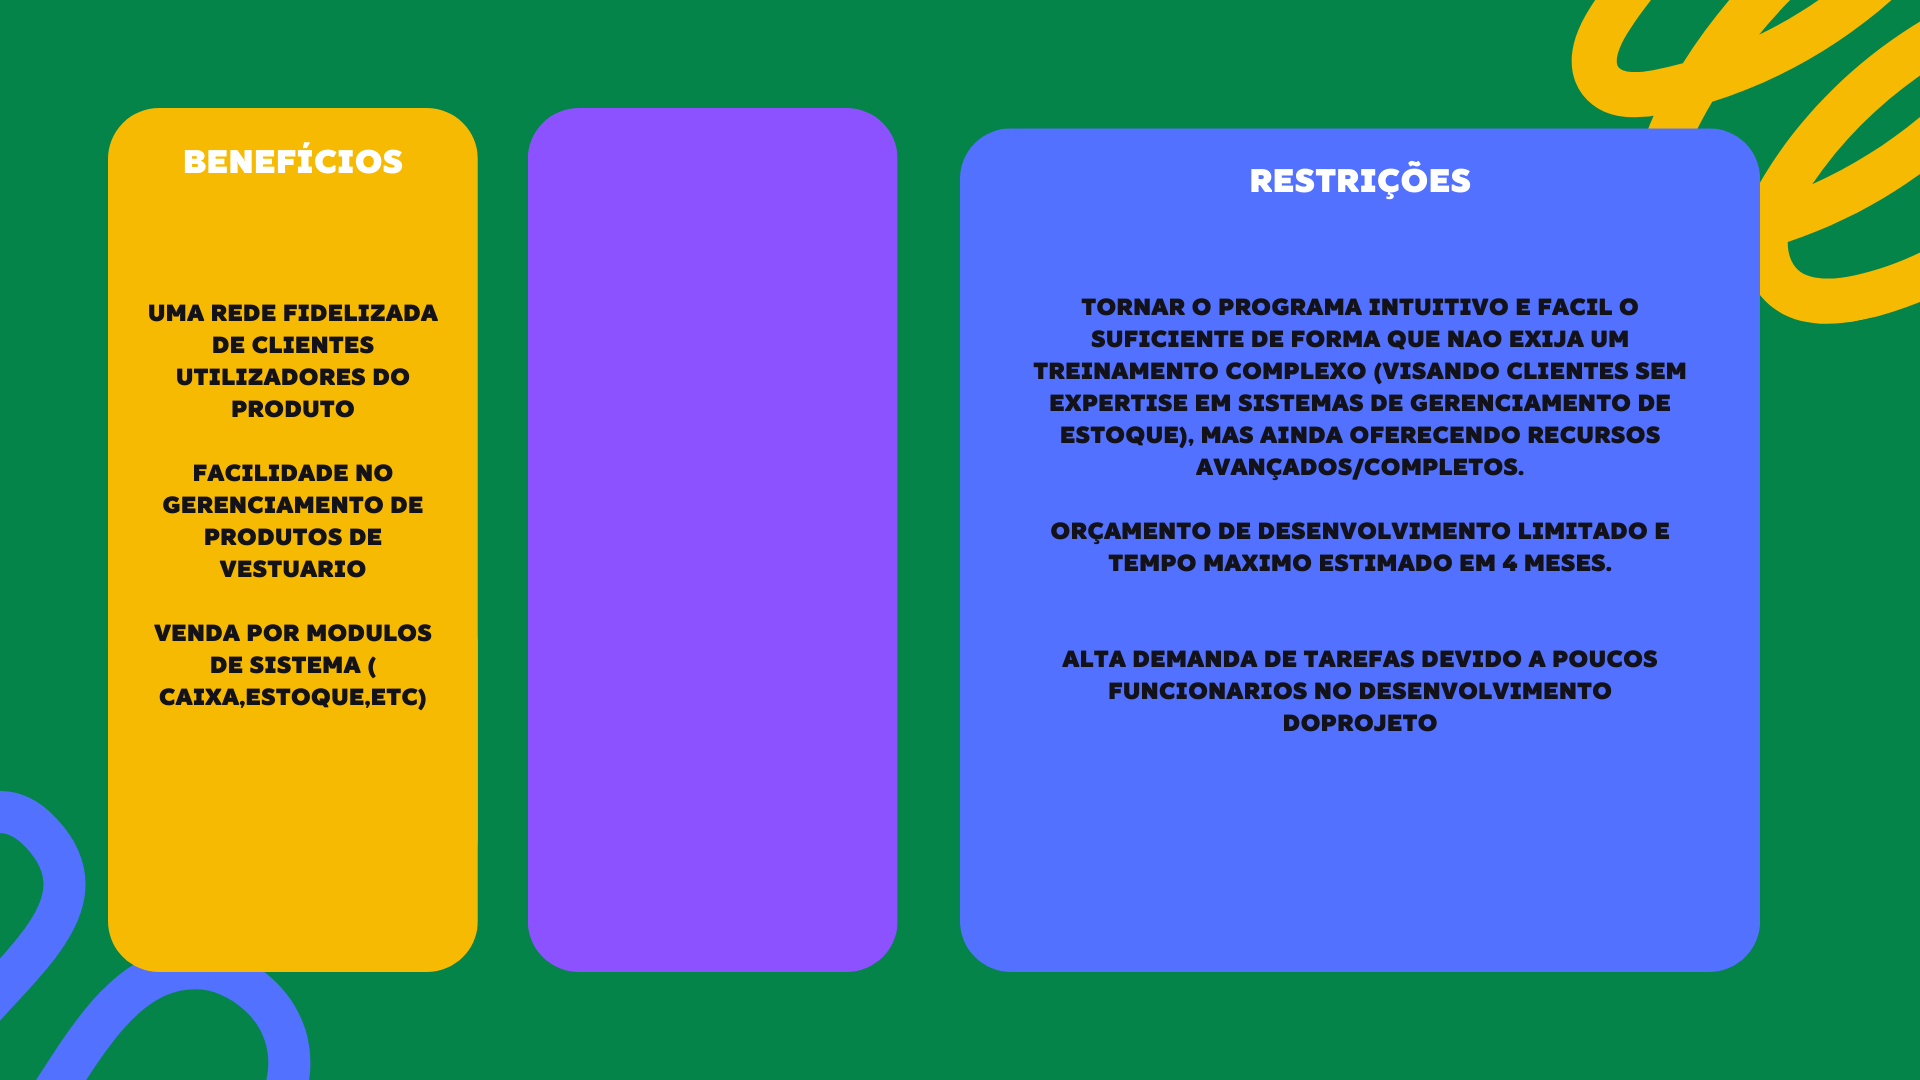 BENEFÍCIOS
UMA REDE FIDELIZADA
DE CLIENTES
UTILIZADORES DO
PRODUTO
FACILIDADE NO
GERENCIAMENTO DE
PRODUTOS DE
VESTUARIO
VENDA POR MODULOS
DE SISTEMA (
CAIXA,ESTOQUE,ETC)
RESTRIÇÕES
TORNAR O PROGRAMA INTUITIVO E FACIL O
SUFICIENTE DE FORMA QUE NAO EXIJA UM
TREINAMENTO COMPLEXO (VISANDO CLIENTES SEM
EXPERTISE EM SISTEMAS DE GERENCIAMENTO DE
ESTOQUE), MAS AINDA OFERECENDO RECURSOS
AVANÇADOS/COMPLETOS.
ORÇAMENTO DE DESENVOLVIMENTO LIMITADO E
TEMPO MAXIMO ESTIMADO EM 4 MESES.
ALTA DEMANDA DE TAREFAS DEVIDO A POUCOS
FUNCIONARIOS NO DESENVOLVIMENTO
DOPROJETO